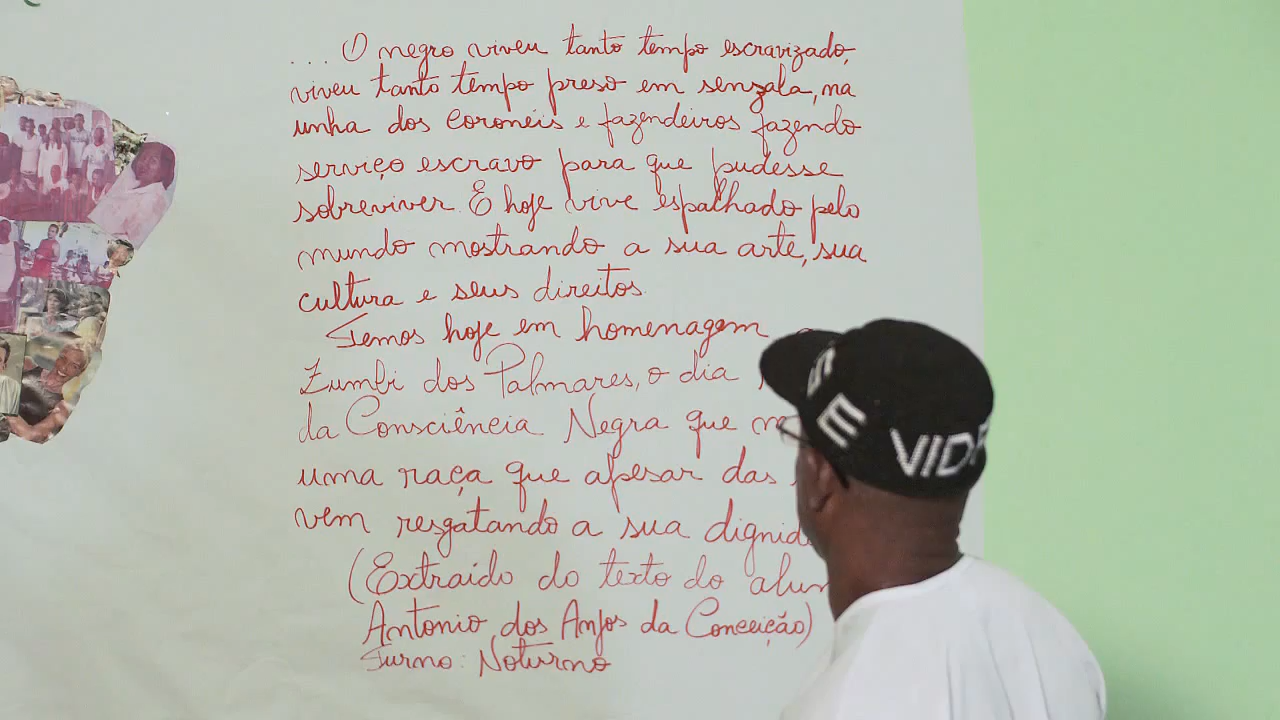 ... O negro viveu tanto tempo escravizado,
viveu tanto tempo preso em senzala, na
unha dos coronéis e fazendeiros fazendo
serviço escravo para que pudesse
sobreviver. E hoje vive espalhado pelo
mundo mostrando a sua arte, sua
cultura e seus direitos.
Temos hoje em homenagem
Zumbi dos Palmares, o dia
da Consciência Negra que
uma raça que apesar das
vem resgatando a sua
(Extraído do texto do
Antonio dos Anjos da Conceição)
Turno: Noturno
E VIDA